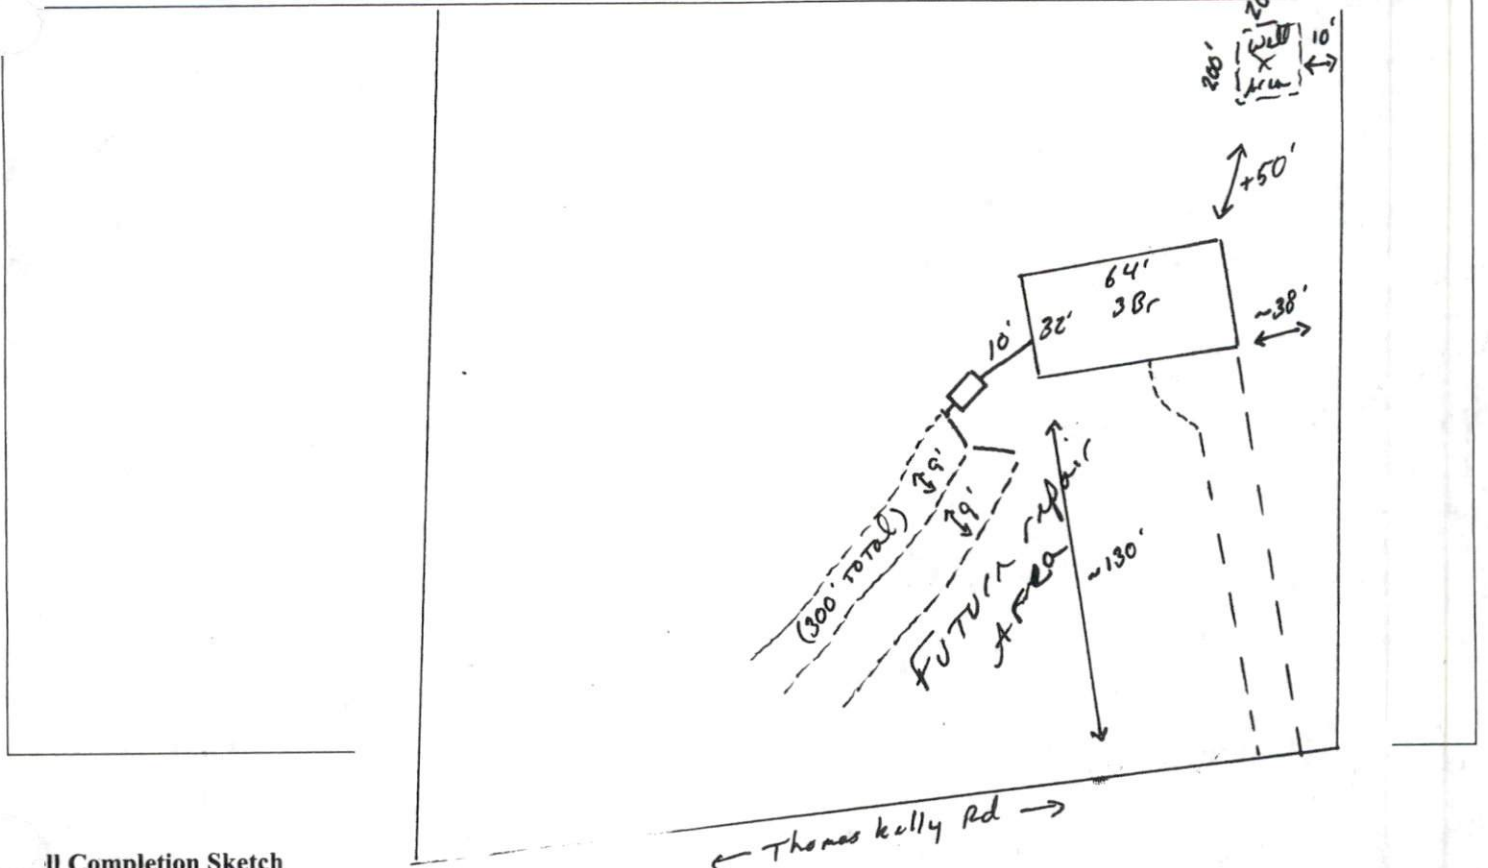 20
well
10'
200'
X
Area
+50'
64'
3Br
32'
~38'
10'
9'
9'
(300' TOTAL)
Future repair
Area
~130'
← Thomas Kelly Rd →
ll Completion Sketch